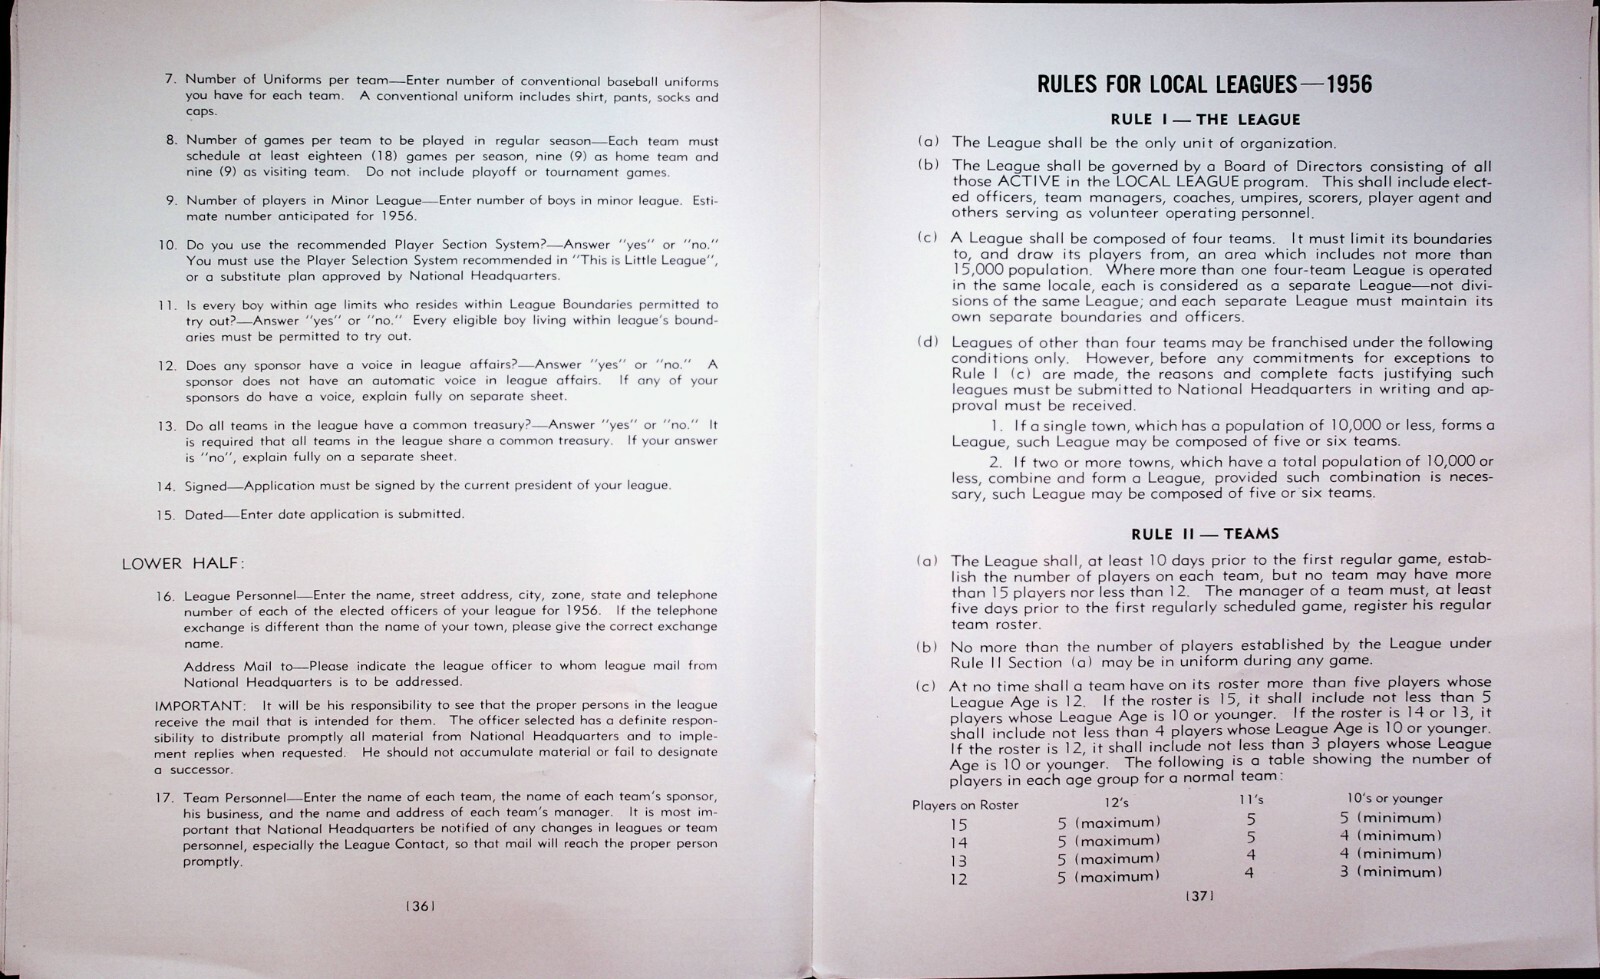 7. Number of Uniforms per team—Enter number of conventional baseball uniforms
you have for each team. A conventional uniform includes shirt, pants, socks and
caps.
8. Number of games per team to be played in regular season—Each team must
schedule at least eighteen (18) games per season, nine (9) as home team and
nine (9) as visiting team. Do not include playoff or tournament games.
9. Number of players in Minor League—Enter number of boys in minor league. Esti-
mate number anticipated for 1956.
10. Do you use the recommended Player Section System?—Answer "yes" or "no."
You must use the Player Selection System recommended in "This is Little League",
or a substitute plan approved by National Headquarters.
11. Is every boy within age limits who resides within League Boundaries permitted to
try out?—Answer "yes" or "no." Every eligible boy living within league's bound-
aries must be permitted to try out.
12. Does any sponsor have a voice in league affairs?—Answer "yes" or "no." A
sponsor does not have an automatic voice in league affairs. If any of your
sponsors do have a voice, explain fully on separate sheet.
13. Do all teams in the league have a common treasury?—Answer "yes" or "no." It
is required that all teams in the league share a common treasury. If your answer
is "no", explain fully on a separate sheet.
14. Signed—Application must be signed by the current president of your league.
15. Dated—Enter date application is submitted.
LOWER HALF:
16. League Personnel—Enter the name, street address, city, zone, state and telephone
number of each of the elected officers of your league for 1956. If the telephone
exchange is different than the name of your town, please give the correct exchange
name.
Address Mail to—Please indicate the league officer to whom league mail from
National Headquarters is to be addressed.
IMPORTANT: It will be his responsibility to see that the proper persons in the league
receive the mail that is intended for them. The officer selected has a definite respon-
sibility to distribute promptly all material from National Headquarters and to imple-
ment replies when requested. He should not accumulate material or fail to designate
a successor.
17. Team Personnel—Enter the name of each team, the name of each team's sponsor,
his business, and the name and address of each team's manager. It is most im-
portant that National Headquarters be notified of any changes in leagues or team
personnel, especially the League Contact, so that mail will reach the proper person
promptly.
(36)
RULES FOR LOCAL LEAGUES—1956
RULE I — THE LEAGUE
(a) The League shall be the only unit of organization.
(b) The League shall be governed by a Board of Directors consisting of all
those ACTIVE in the LOCAL LEAGUE program. This shall include elect-
ed officers, team managers, coaches, umpires, scorers, player agent and
others serving as volunteer operating personnel.
(c) A League shall be composed of four teams. It must limit its boundaries
to, and draw its players from, an area which includes not more than
15,000 population. Where more than one four-team League is operated
in the same locale, each is considered as a separate League—not divi-
sions of the same League; and each separate League must maintain its
own separate boundaries and officers.
(d) Leagues of other than four teams may be franchised under the following
conditions only. However, before any commitments for exceptions to
Rule I (c) are made, the reasons and complete facts justifying such
leagues must be submitted to National Headquarters in writing and ap-
proval must be received.
1. If a single town, which has a population of 10,000 or less, forms a
League, such League may be composed of five or six teams.
2. If two or more towns, which have a total population of 10,000 or
less, combine and form a League, provided such combination is neces-
sary, such League may be composed of five or six teams.
RULE II — TEAMS
(a) The League shall, at least 10 days prior to the first regular game, estab-
lish the number of players on each team, but no team may have more
than 15 players nor less than 12. The manager of a team must, at least
five days prior to the first regularly scheduled game, register his regular
team roster.
(b) No more than the number of players established by the League under
Rule II Section (a) may be in uniform during any game.
(c) At no time shall a team have on its roster more than five players whose
League Age is 12. If the roster is 15, it shall include not less than 5
players whose League Age is 10 or younger. If the roster is 14 or 13, it
shall include not less than 4 players whose League Age is 10 or younger.
If the roster is 12, it shall include not less than 3 players whose League
Age is 10 or younger. The following is a table showing the number of
players in each age group for a normal team:
Players on Roster 12's 11's 10's or younger
15 5 (maximum) 5 5 (minimum)
14 5 (maximum) 5 4 (minimum)
13 5 (maximum) 4 4 (minimum)
12 5 (maximum) 4 3 (minimum)
(37)